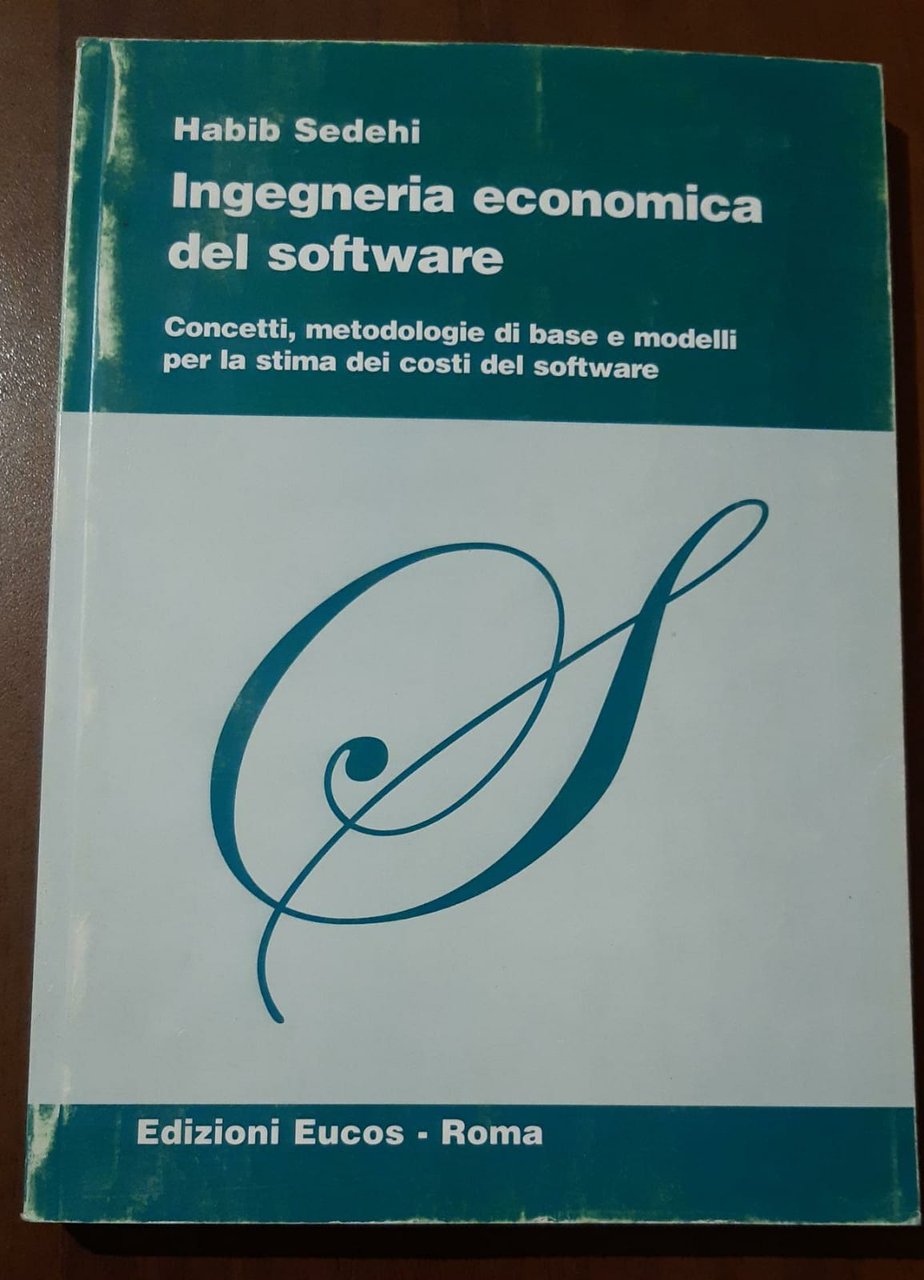 Habib Sedehi
Ingegneria economica
del software
Concetti, metodologie di base e modelli
per la stima dei costi del software
S
Edizioni Eucos - Roma